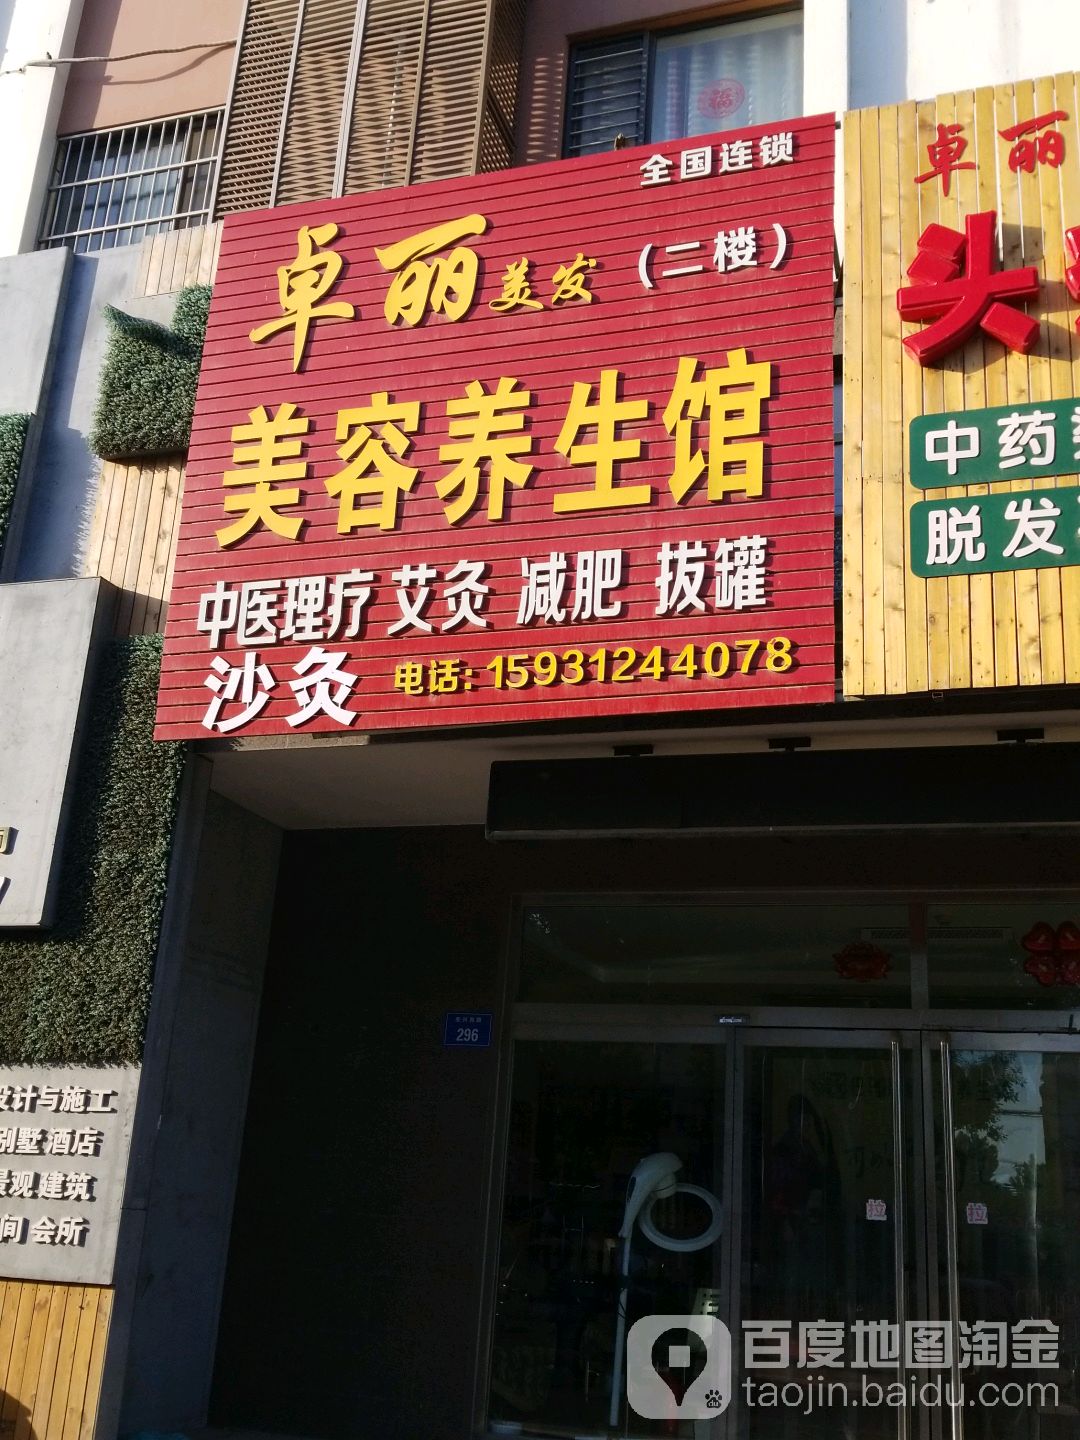 全国连锁
卓丽美发（二楼）
美容养生馆
中医理疗 艾灸 减肥 拔罐
沙灸 电话:15931244078
卓丽
头
中药
脱发
福
296
设计与施工
别墅 酒店
景观 建筑
间 会所
拉 拉
百度地图淘金
taojin.baidu.com